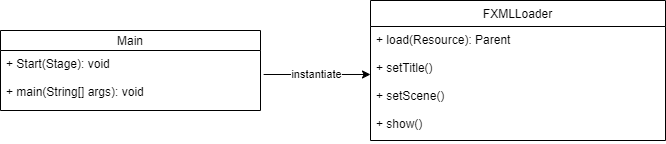 Main
+ Start(Stage): void
+ main(String[] args): void
instantiate
FXMLLoader
+ load(Resource): Parent
+ setTitle()
+ setScene()
+ show()